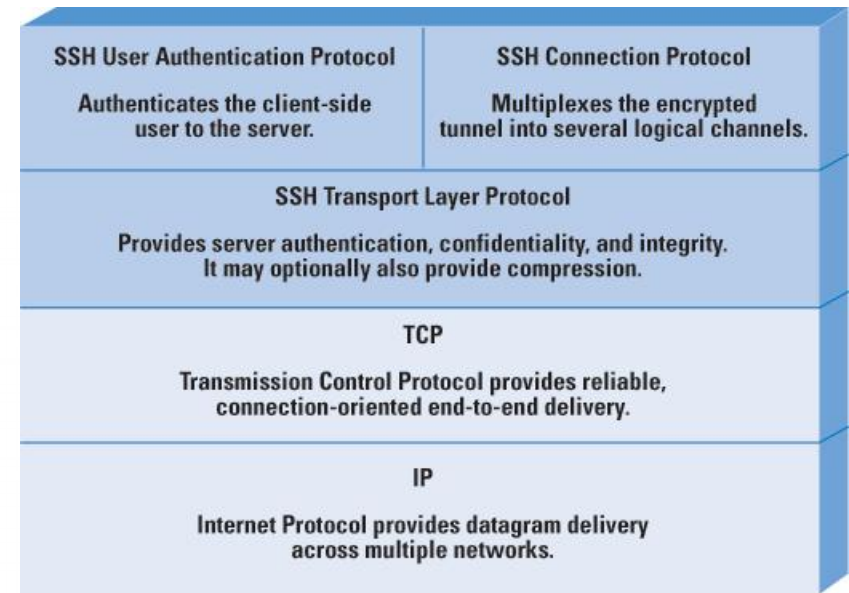 SSH User Authentication Protocol
Authenticates the client-side
user to the server.
SSH Connection Protocol
Multiplexes the encrypted
tunnel into several logical channels.
SSH Transport Layer Protocol
Provides server authentication, confidentiality, and integrity.
It may optionally also provide compression.
TCP
Transmission Control Protocol provides reliable,
connection-oriented end-to-end delivery.
IP
Internet Protocol provides datagram delivery
across multiple networks.